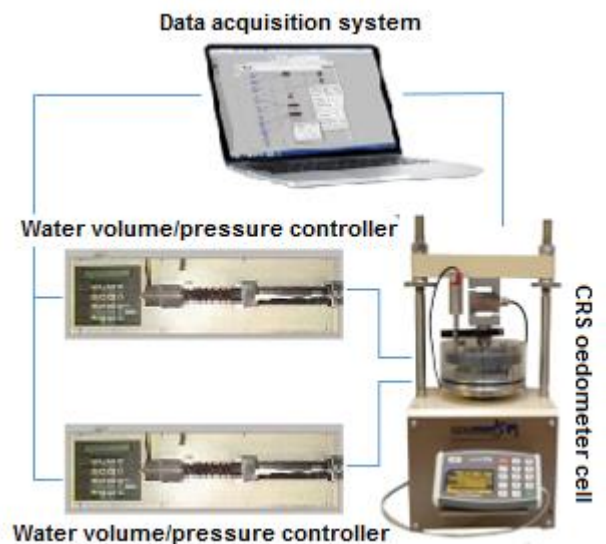 Data acquisition system
Water volume/pressure controller
CRS oedometer cell
Water volume/pressure controller